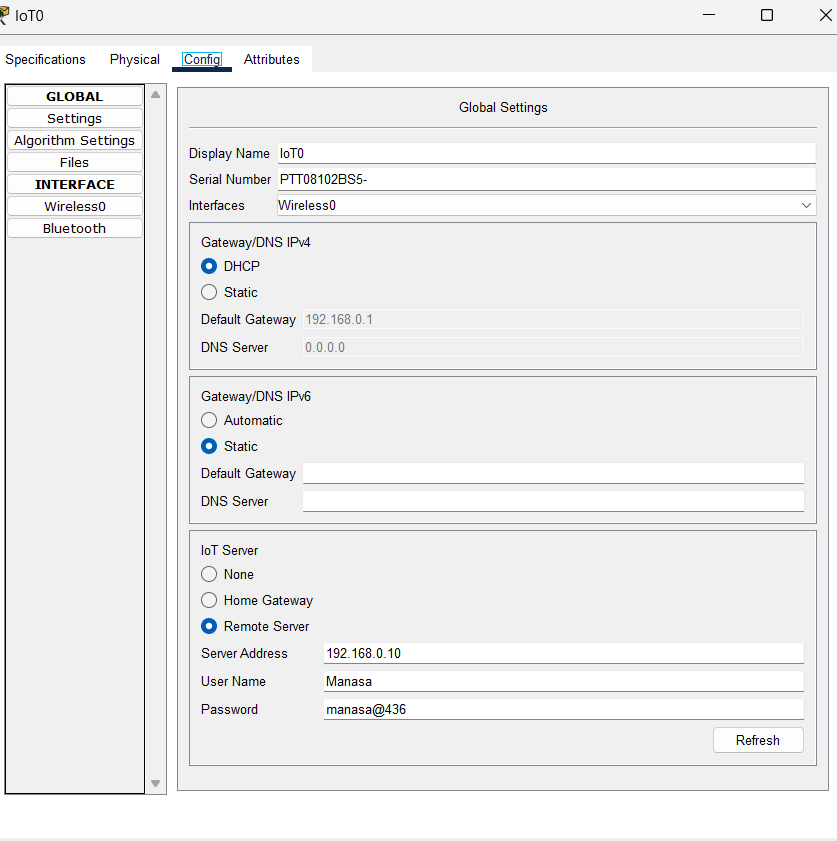 IoT0
Specifications Physical Config Attributes
GLOBAL
Settings
Algorithm Settings
Files
INTERFACE
Wireless0
Bluetooth
Global Settings
Display Name IoT0
Serial Number PTT08102BS5-
Interfaces Wireless0
Gateway/DNS IPv4
DHCP
Static
Default Gateway 192.168.0.1
DNS Server 0.0.0.0
Gateway/DNS IPv6
Automatic
Static
Default Gateway
DNS Server
IoT Server
None
Home Gateway
Remote Server
Server Address 192.168.0.10
User Name Manasa
Password manasa@436
Refresh